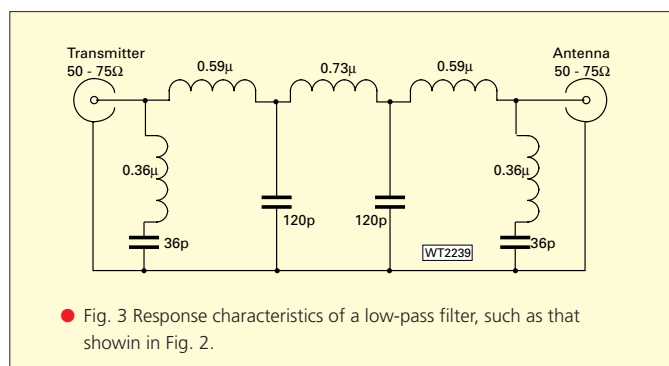 Transmitter
50 - 75Ω
0.59µ
0.73µ
0.59µ
Antenna
50 - 75Ω
0.36µ
36p
120p
120p
0.36µ
36p
WT2239
Fig. 3 Response characteristics of a low-pass filter, such as that
showin in Fig. 2.